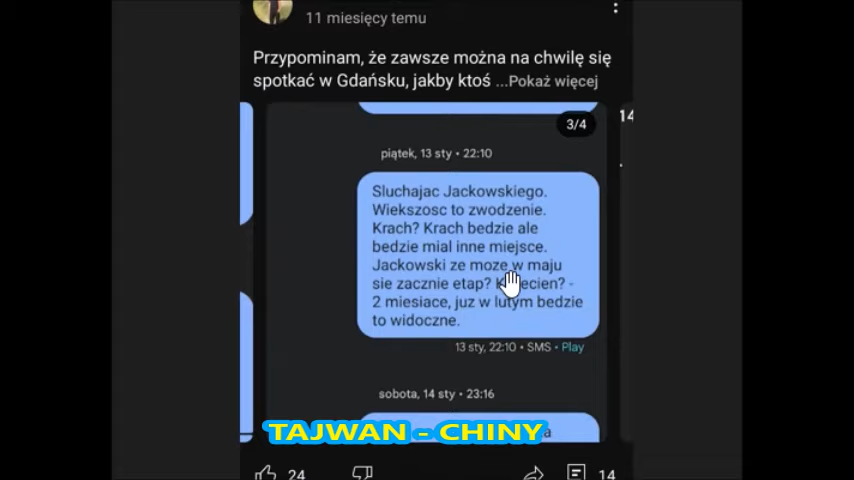 11 miesięcy temu
Przypominam, że zawsze można na chwilę się
spotkać w Gdańsku, jakby ktoś ...Pokaż więcej
3/4
14
piątek, 13 sty • 22:10
Sluchajac Jackowskiego.
Wiekszosc to zwodzenie.
Krach? Krach bedzie ale
bedzie mial inne miejsce.
Jackowski ze moze w maju
sie zacznie etap? -
2 miesiace, juz w lutym bedzie
to widoczne.
13 sty, 22:10 • SMS • Play
sobota, 14 sty • 23:16
TAJWAN - CHINY
24
14